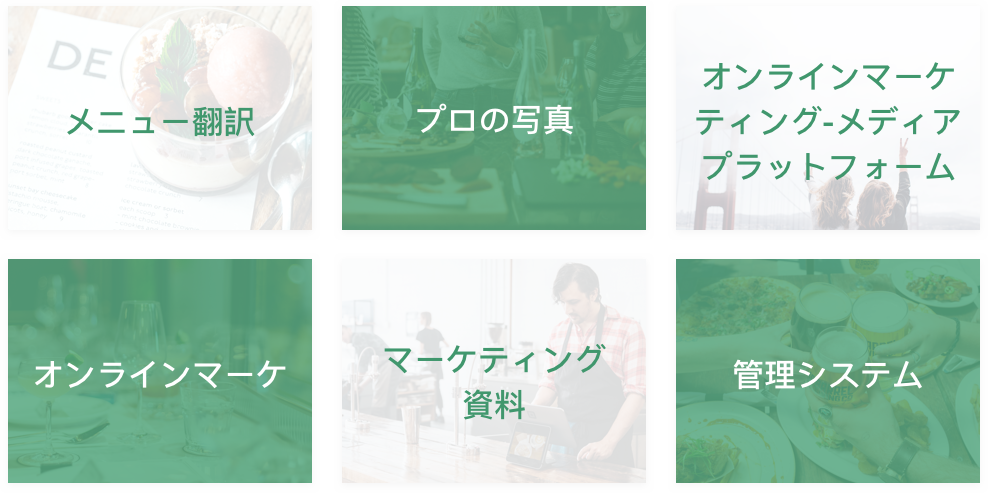 DE
メニュー翻訳
プロの写真
オンラインマーケ
ティング-メディア
プラットフォーム
オンラインマーケ
マーケティング
資料
管理システム